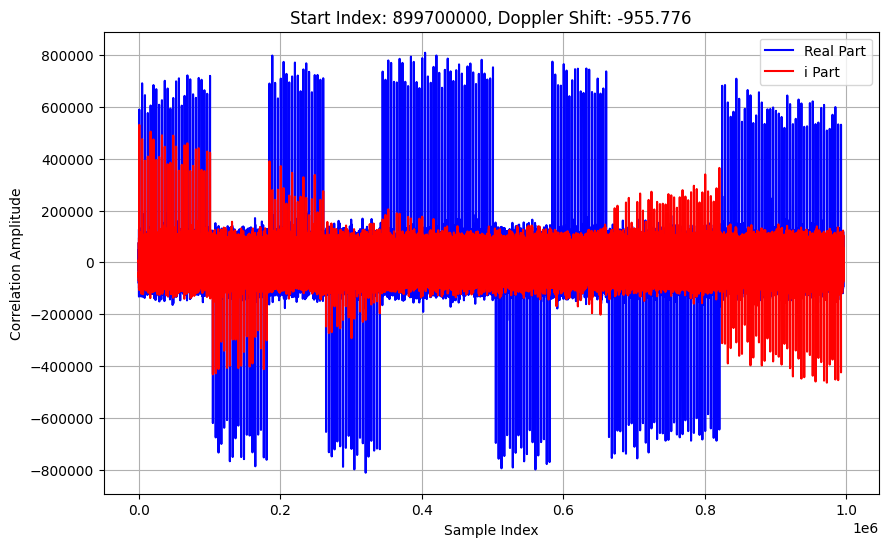 Start Index: 899700000, Doppler Shift: -955.776
Real Part
i Part
800000
600000
400000
200000
0
−200000
−400000
−600000
−800000
Correlation Amplitude
0.0 0.2 0.4 0.6 0.8 1.0
1e6
Sample Index